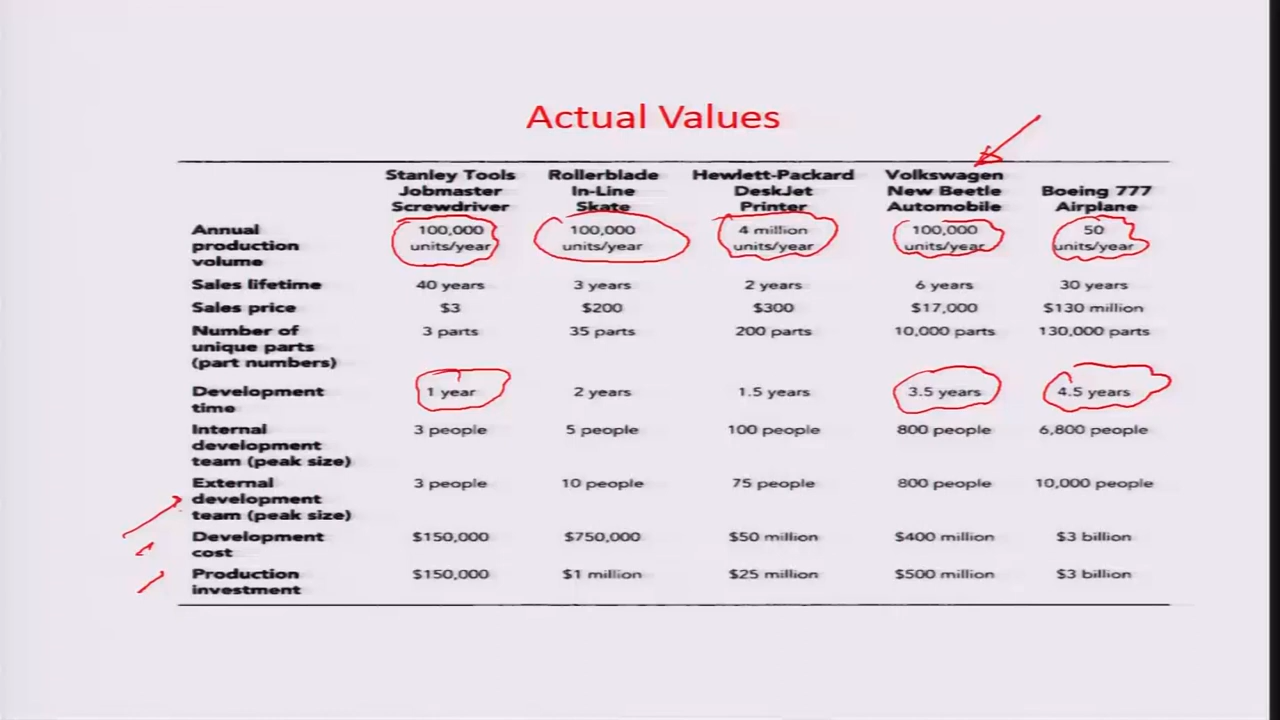 Actual Values
Stanley Tools Rollerblade Hewlett-Packard Volkswagen
Jobmaster In-Line DeskJet New Beetle Boeing 777
Screwdriver Skate Printer Automobile Airplane
Annual 100,000 100,000 4 million 100,000 50
production units/year units/year units/year units/year units/year
volume
Sales lifetime 40 years 3 years 2 years 6 years 30 years
Sales price $3 $200 $300 $17,000 $130 million
Number of 3 parts 35 parts 200 parts 10,000 parts 130,000 parts
unique parts
(part numbers)
Development 1 year 2 years 1.5 years 3.5 years 4.5 years
time
Internal 3 people 5 people 100 people 800 people 6,800 people
development
team (peak size)
External 3 people 10 people 75 people 800 people 10,000 people
development
team (peak size)
Development $150,000 $750,000 $50 million $400 million $3 billion
cost
Production $150,000 $1 million $25 million $500 million $3 billion
investment